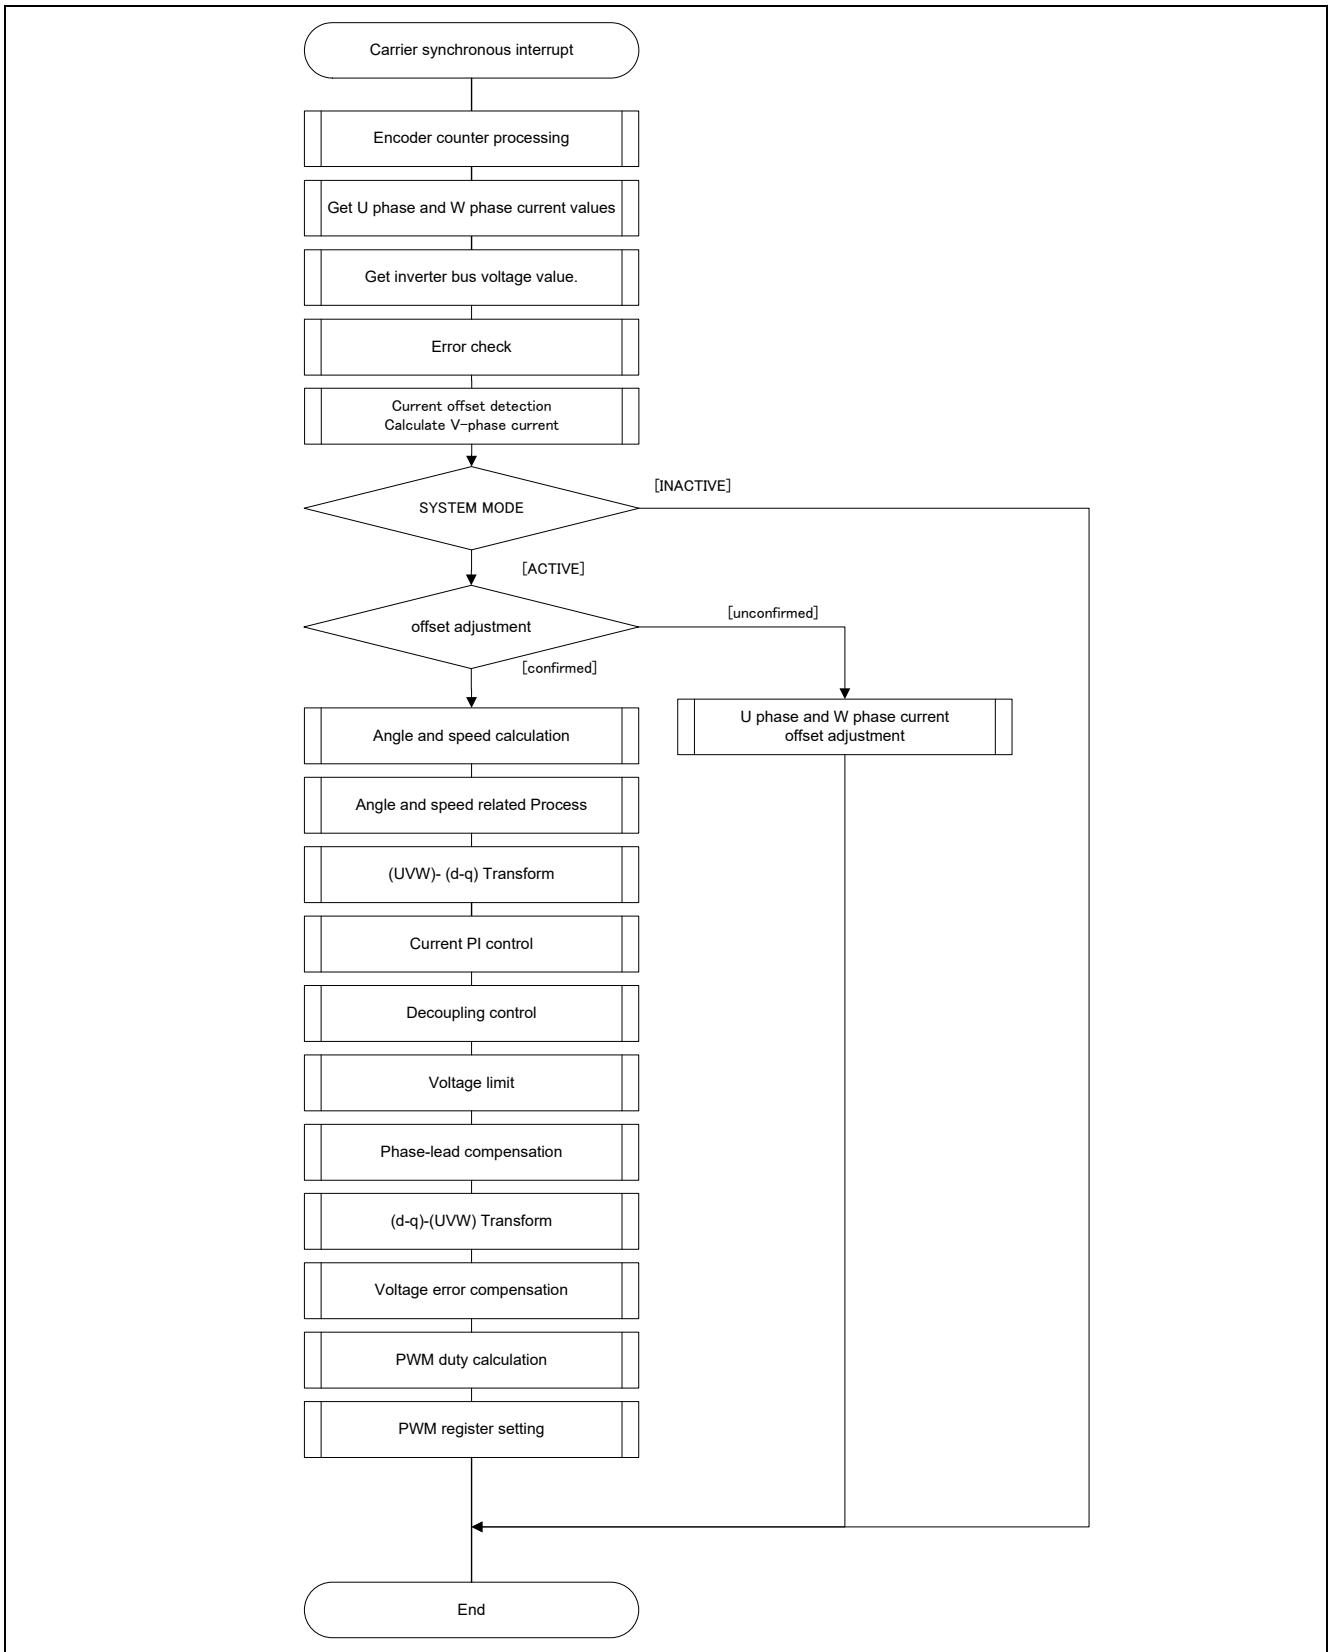 Carrier synchronous interrupt
Encoder counter processing
Get U phase and W phase current values
Get inverter bus voltage value.
Error check
Current offset detection
Calculate V-phase current
[INACTIVE]
SYSTEM MODE
[ACTIVE]
[unconfirmed]
offset adjustment
[confirmed]
U phase and W phase current
offset adjustment
Angle and speed calculation
Angle and speed related Process
(UVW)- (d-q) Transform
Current PI control
Decoupling control
Voltage limit
Phase-lead compensation
(d-q)-(UVW) Transform
Voltage error compensation
PWM duty calculation
PWM register setting
End